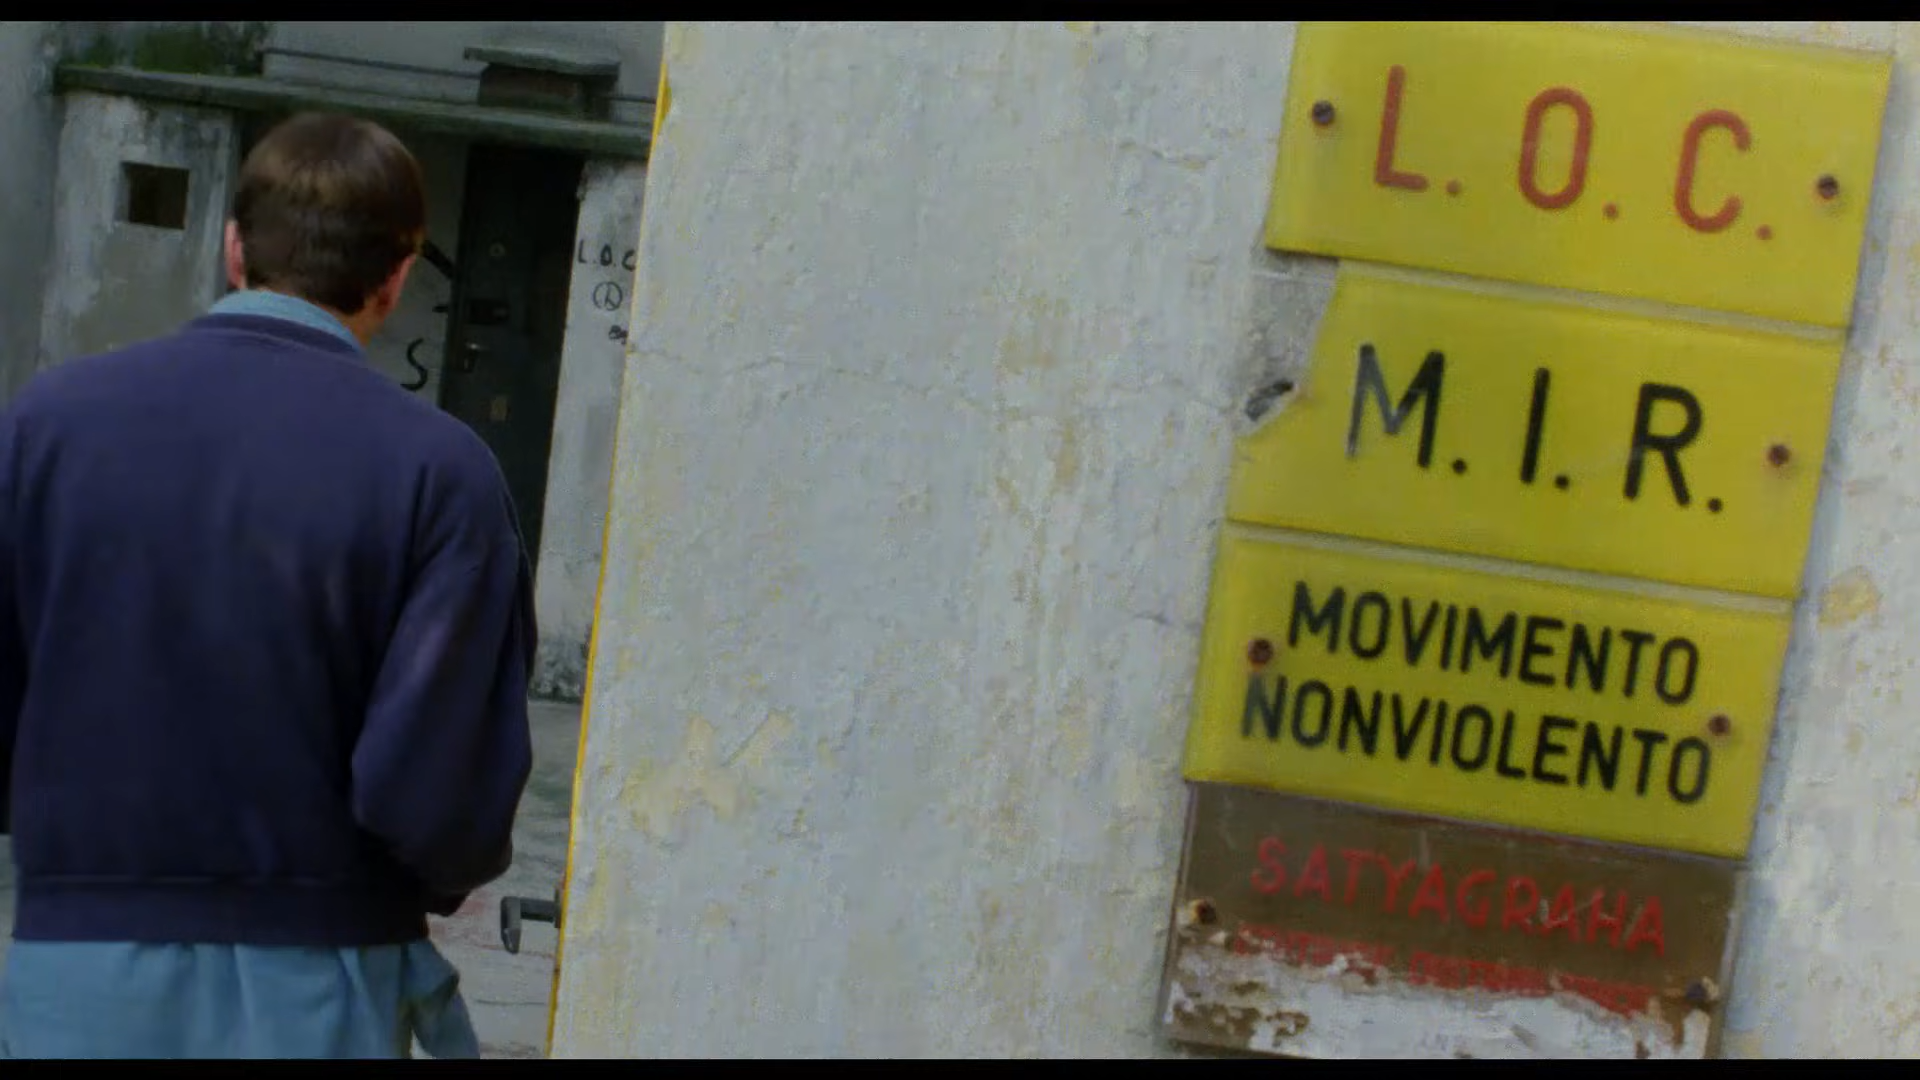 L.O.C
S
L. O. C.
M. I. R.
MOVIMENTO
NONVIOLENTO
SATYAGRAHA